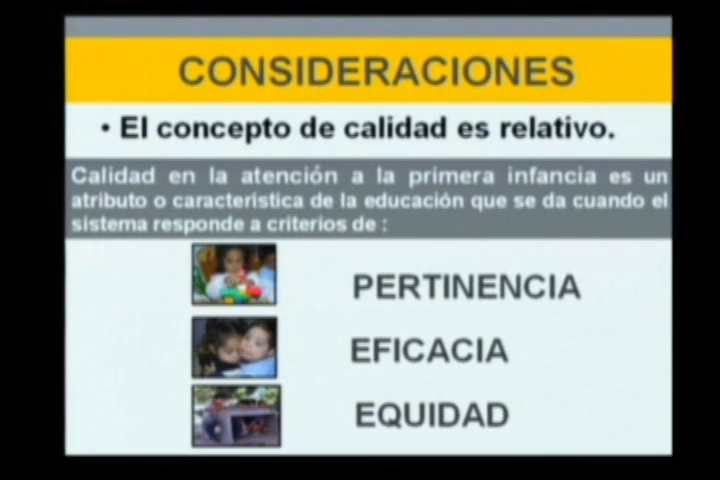 CONSIDERACIONES
• El concepto de calidad es relativo.
Calidad en la atención a la primera infancia es un
atributo o característica de la educación que se da cuando el
sistema responde a criterios de :
PERTINENCIA
EFICACIA
EQUIDAD